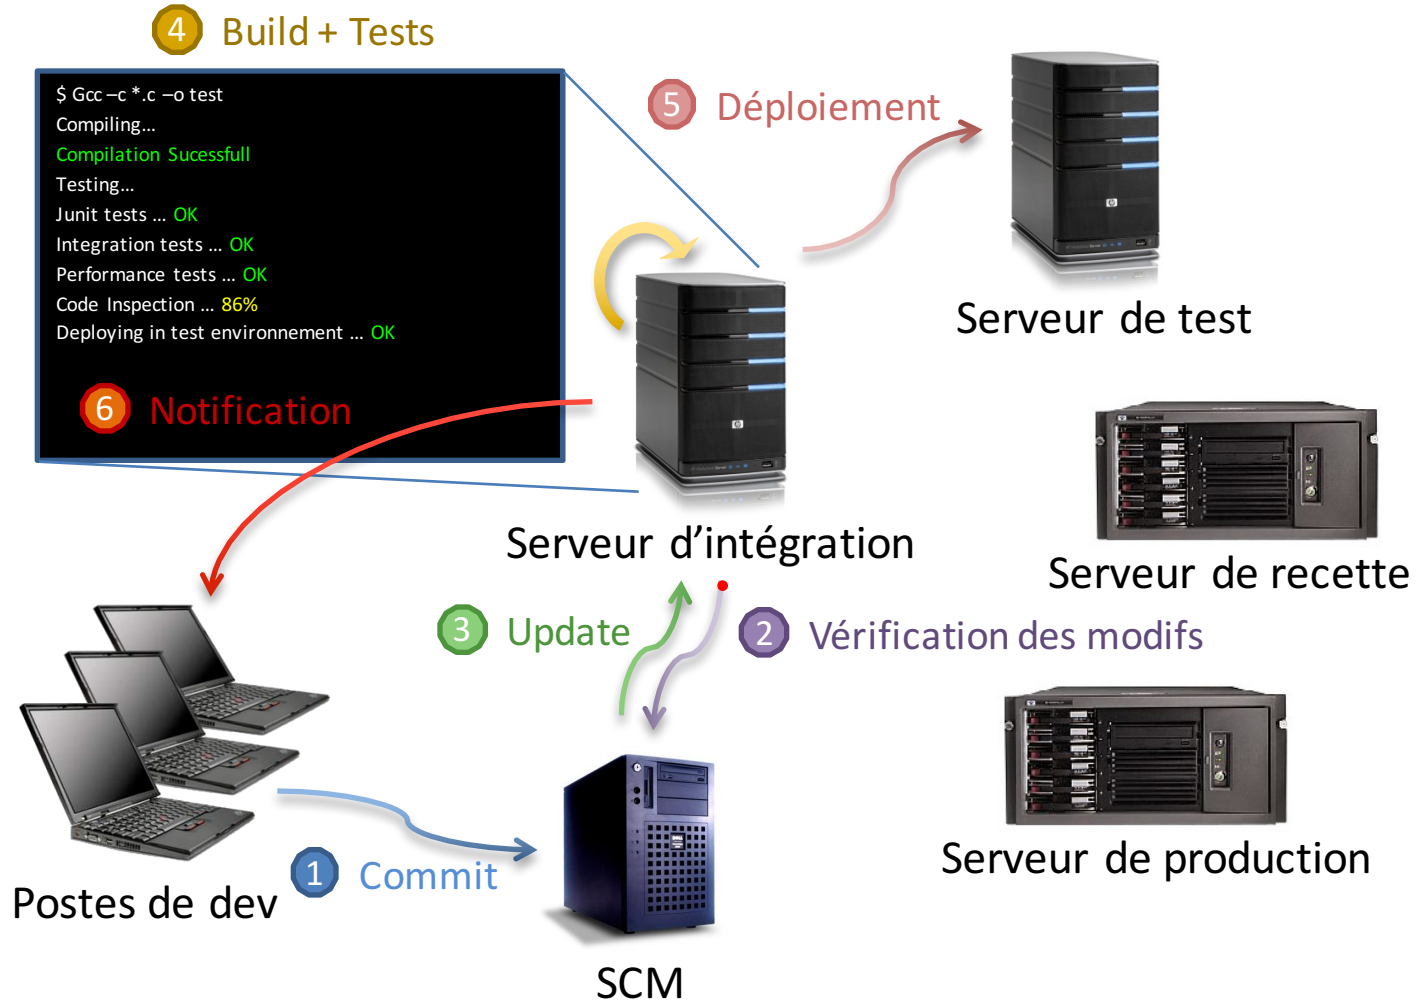 4 Build + Tests
$ Gcc –c *.c –o test
Compiling...
Compilation Sucessfull
Testing...
Junit tests ... OK
Integration tests ... OK
Performance tests ... OK
Code Inspection ... 86%
Deploying in test environnement ... OK
6 Notification
5 Déploiement
Serveur de test
Serveur d’intégration
Serveur de recette
3 Update
2 Vérification des modifs
Serveur de production
1 Commit
Postes de dev
SCM